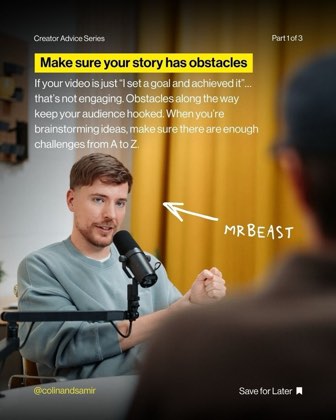 Creator Advice Series
Part 1 of 3
Make sure your story has obstacles
If your video is just “I set a goal and achieved it”...
that's not engaging. Obstacles along the way
keep your audience hooked. When you're
brainstorming ideas, make sure there are enough
challenges from A to Z.
MRBEAST
@colinandsamir
Save for Later